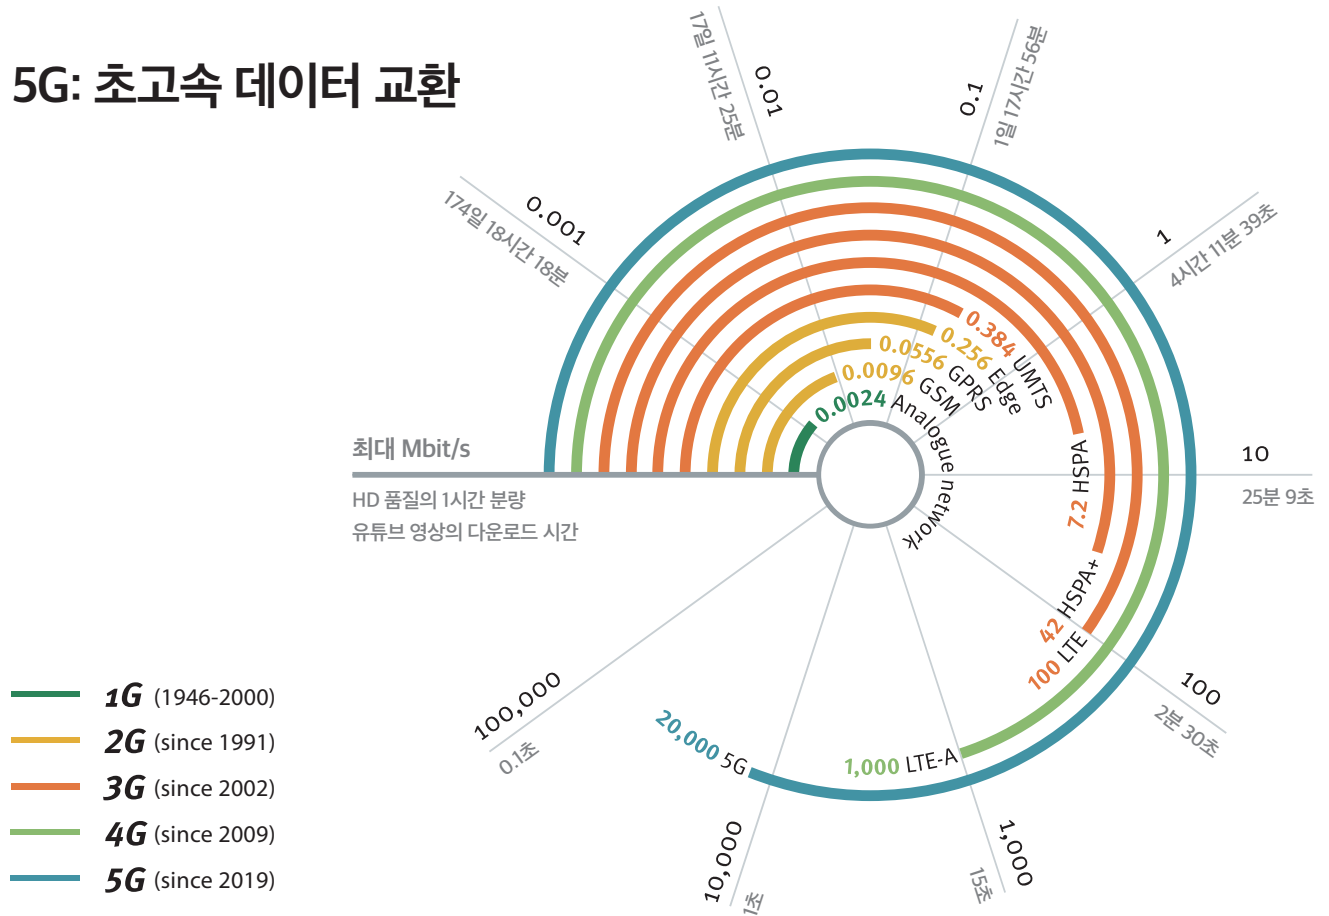 5G: 초고속 데이터 교환
최대 Mbit/s
HD 품질의 1시간 분량
유튜브 영상의 다운로드 시간
0.001
174일 18시간 18분
0.01
17일 11시간 25분
0.1
1일 17시간 56분
1
4시간 11분 39초
10
25분 9초
100
2분 30초
1,000
15초
10,000
1초
100,000
0.1초
0.0024 Analogue network
0.0096 GSM
0.0556 GPRS
0.256 Edge
0.384 UMTS
7.2 HSPA
42 HSPA+
100 LTE
1,000 LTE-A
20,000 5G
1G (1946-2000)
2G (since 1991)
3G (since 2002)
4G (since 2009)
5G (since 2019)